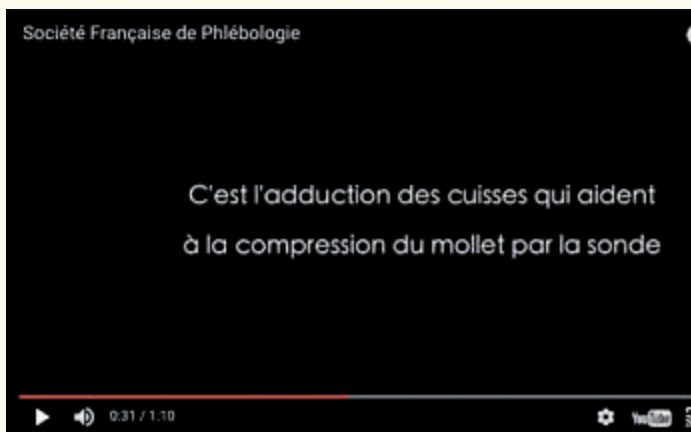 Société Française de Phlébologie
C'est l'adduction des cuisses qui aident
à la compression du mollet par la sonde
0:31 / 1:10
YouTube